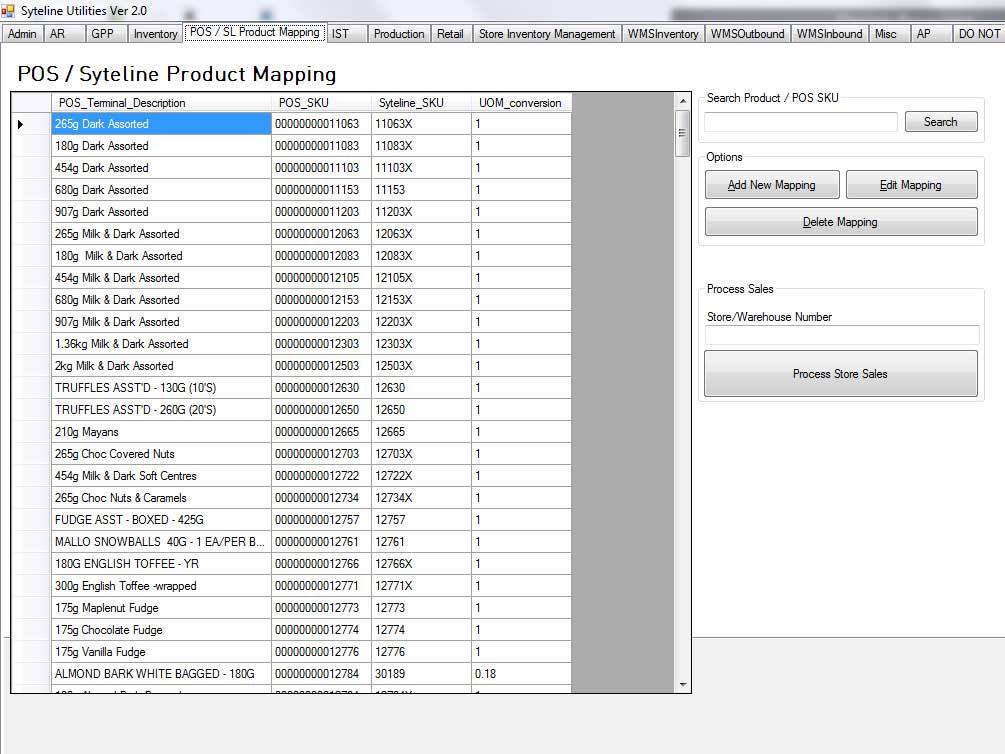 Syteline Utilities Ver 2.0
Admin AR GPP Inventory POS / SL Product Mapping IST Production Retail Store Inventory Management WMSInventory WMSOutbound WMSInbound Misc AP DO NOT
POS / Syteline Product Mapping
POS_Terminal_Description POS_SKU Syteline_SKU UOM_conversion
265g Dark Assorted 00000000011063 11063X 1
180g Dark Assorted 00000000011083 11083X 1
454g Dark Assorted 00000000011103 11103X 1
680g Dark Assorted 00000000011153 11153 1
907g Dark Assorted 00000000011203 11203X 1
265g Milk & Dark Assorted 00000000012063 12063X 1
180g  Milk & Dark Assorted 00000000012083 12083X 1
454g Milk & Dark Assorted 00000000012105 12105X 1
680g Milk & Dark Assorted 00000000012153 12153X 1
907g Milk & Dark Assorted 00000000012203 12203X 1
1.36kg Milk & Dark Assorted 00000000012303 12303X 1
2kg Milk & Dark Assorted 00000000012503 12503X 1
TRUFFLES ASST'D - 130G (10'S) 00000000012630 12630 1
TRUFFLES ASST'D - 260G (20'S) 00000000012650 12650 1
210g Mayans 00000000012665 12665 1
265g Choc Covered Nuts 00000000012703 12703X 1
454g Milk & Dark Soft Centres 00000000012722 12722X 1
265g Choc Nuts & Caramels 00000000012734 12734X 1
FUDGE ASST - BOXED - 425G 00000000012757 12757 1
MALLO SNOWBALLS  40G - 1 EA/PER B... 00000000012761 12761 1
180G ENGLISH TOFFEE - YR 00000000012766 12766X 1
300g English Toffee -wrapped 00000000012771 12771X 1
175g Maplenut Fudge 00000000012773 12773 1
175g Chocolate Fudge 00000000012774 12774 1
175g Vanilla Fudge 00000000012776 12776 1
ALMOND BARK WHITE BAGGED - 180G 00000000012784 30189 0.18
Search Product / POS SKU
Search
Options
Add New Mapping Edit Mapping
Delete Mapping
Process Sales
Store/Warehouse Number
Process Store Sales